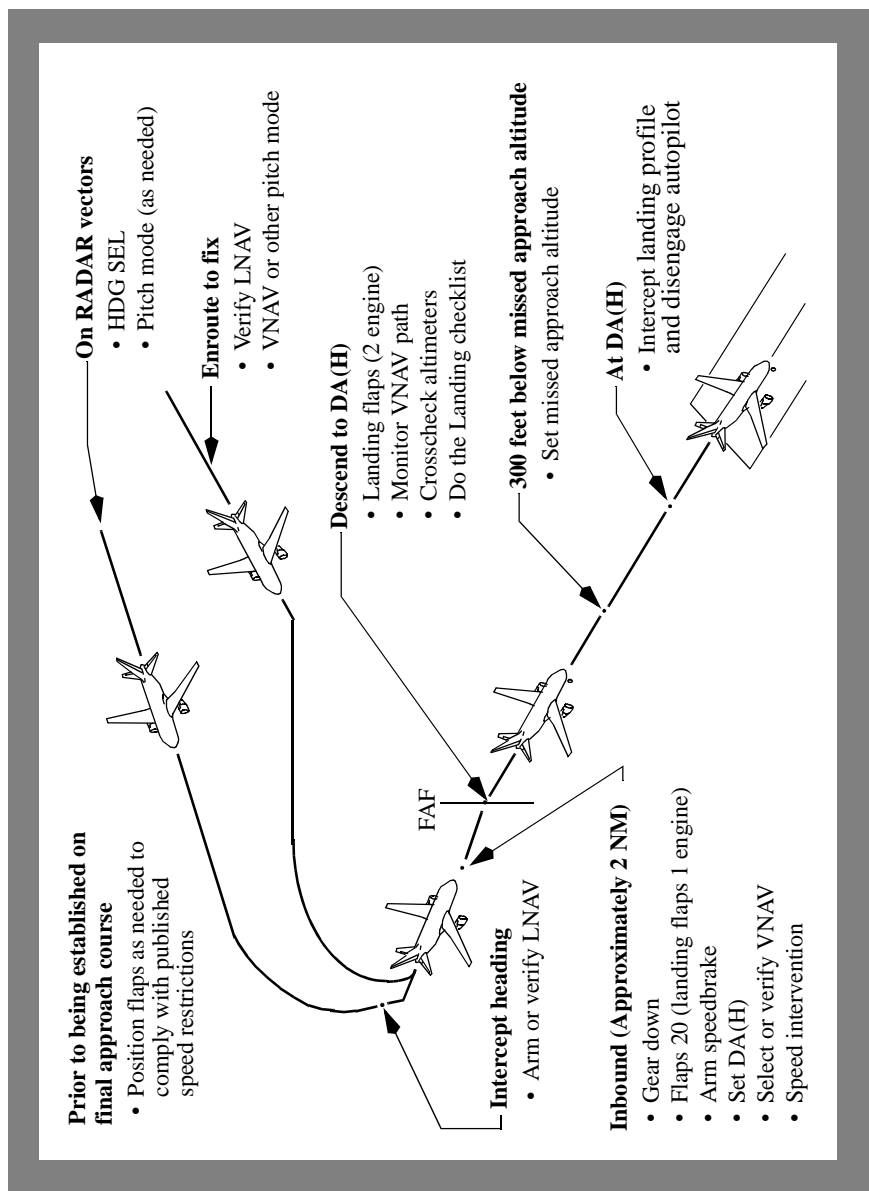 On RADAR vectors
• HDG SEL
• Pitch mode (as needed)
Enroute to fix
• Verify LNAV
• VNAV or other pitch mode
Prior to being established on
final approach course
• Position flaps as needed to
comply with published
speed restrictions
Descend to DA(H)
• Landing flaps (2 engine)
• Monitor VNAV path
• Crosscheck altimeters
• Do the Landing checklist
FAF
Intercept heading
• Arm or verify LNAV
300 feet below missed approach altitude
• Set missed approach altitude
At DA(H)
• Intercept landing profile
and disengage autopilot
Inbound (Approximately 2 NM)
• Gear down
• Flaps 20 (landing flaps 1 engine)
• Arm speedbrake
• Set DA(H)
• Select or verify VNAV
• Speed intervention